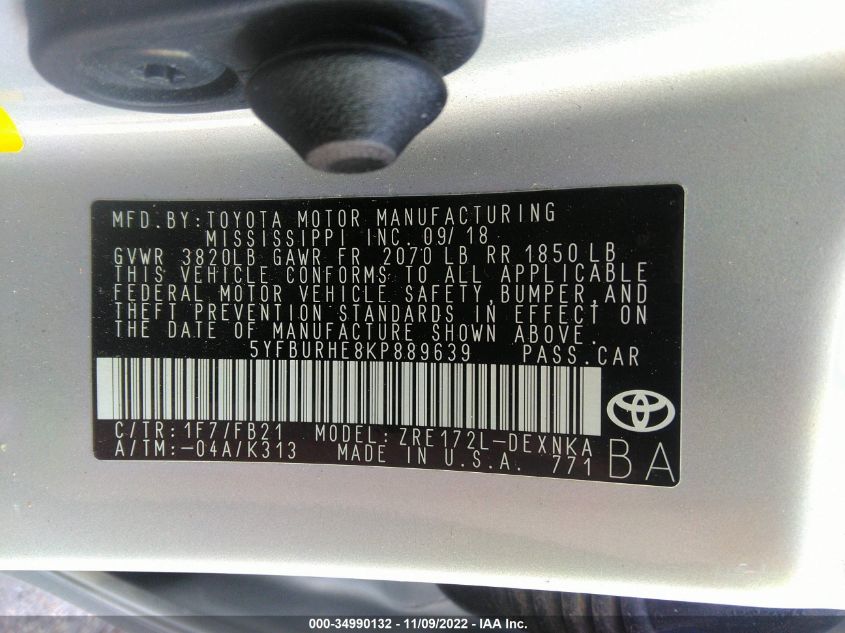 MFD.BY:TOYOTA MOTOR MANUFACTURING
MISSISSIPPI INC. 09/18
GVWR 3820LB GAWR FR 2070LB RR 1850LB
THIS VEHICLE CONFORMS TO ALL APPLICABLE
FEDERAL MOTOR VEHICLE SAFETY,BUMPER,AND
THEFT PREVENTION STANDARDS IN EFFECT ON
THE DATE OF MANUFACTURE SHOWN ABOVE.
5YFBURHE8KP889639 PASS.CAR
C/TR:1F7/FB21 MODEL:ZRE172L-DEXNKA
A/TM:-04A/K313 MADE IN U.S.A. 771
BA
000-34990132 - 11/09/2022 - IAA Inc.